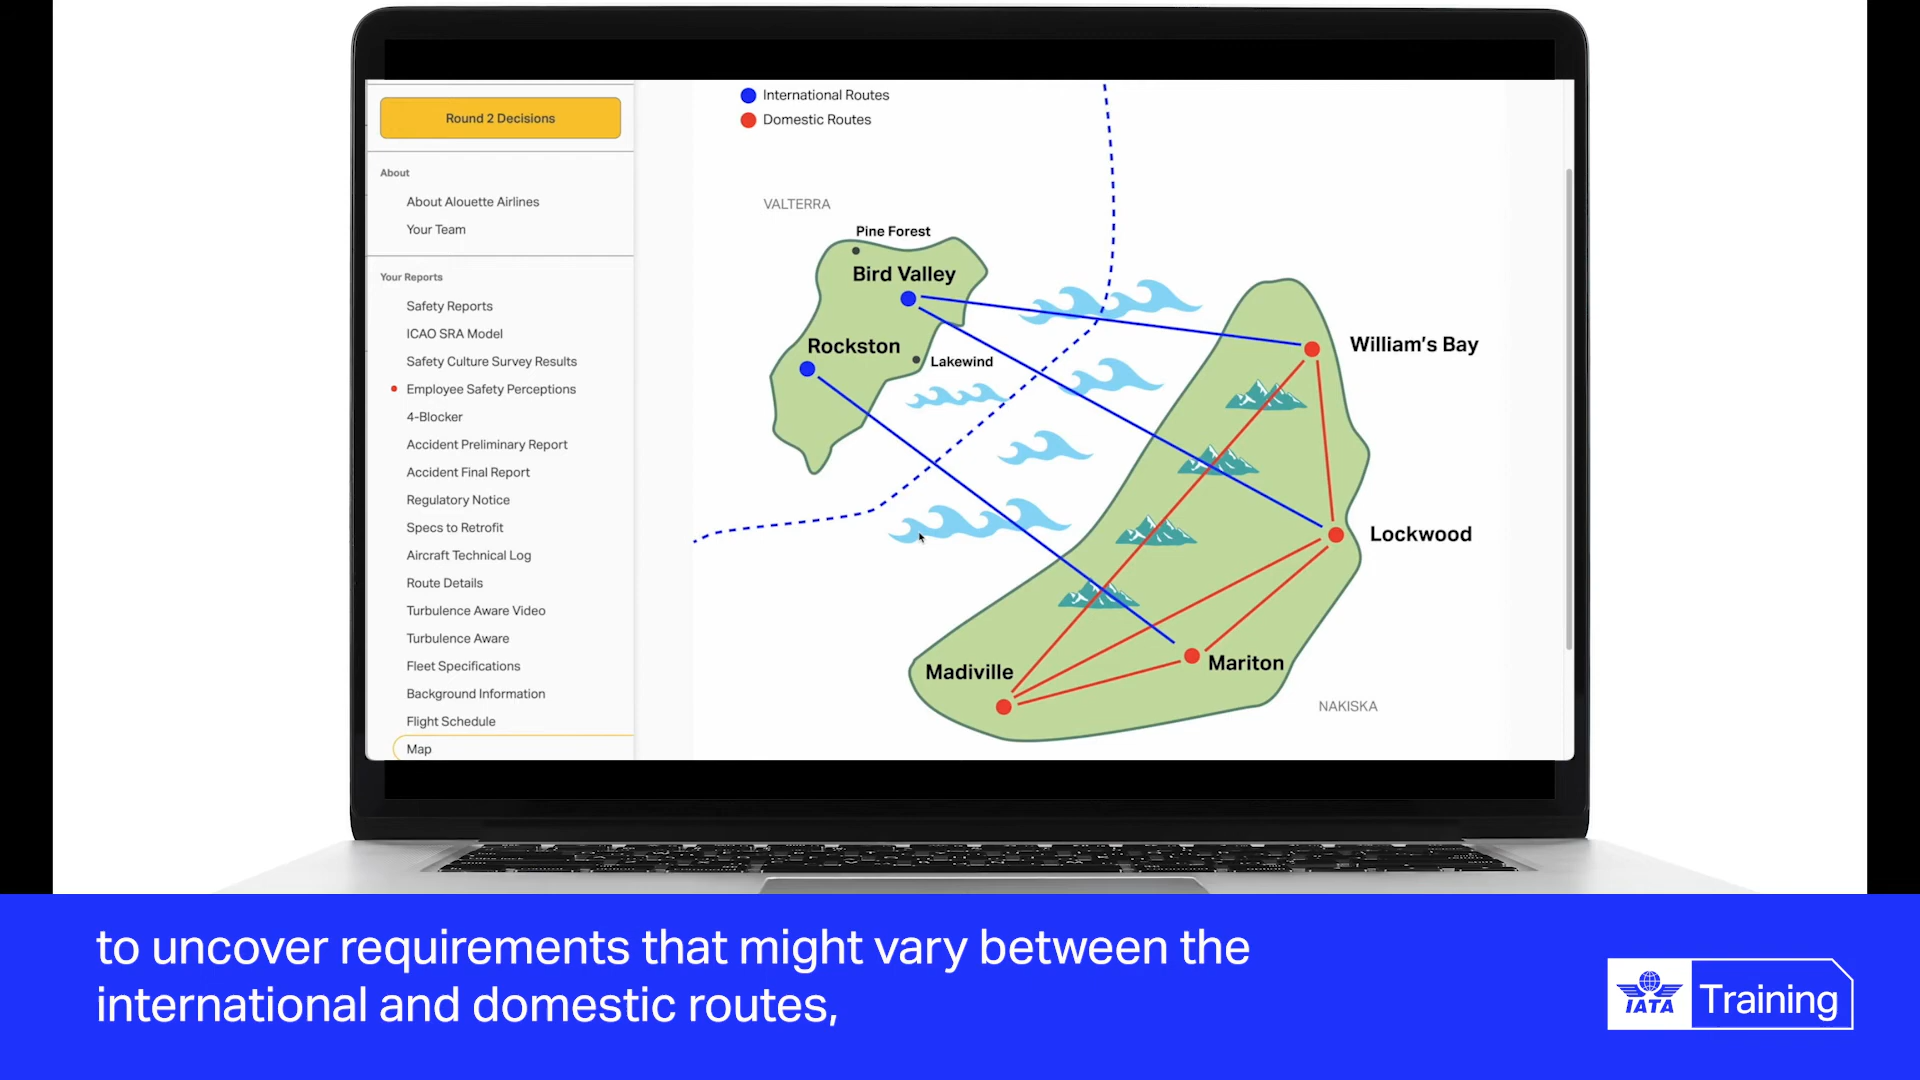 Round 2 Decisions
About
About Alouette Airlines
Your Team
Your Reports
Safety Reports
ICAO SRA Model
Safety Culture Survey Results
Employee Safety Perceptions
4-Blocker
Accident Preliminary Report
Accident Final Report
Regulatory Notice
Specs to Retrofit
Aircraft Technical Log
Route Details
Turbulence Aware Video
Turbulence Aware
Fleet Specifications
Background Information
Flight Schedule
Map
International Routes
Domestic Routes
VALTERRA
Pine Forest
Bird Valley
Rockston
Lakewind
William's Bay
Lockwood
Mariton
Madiville
NAKISKA
to uncover requirements that might vary between the
international and domestic routes,
IATA Training